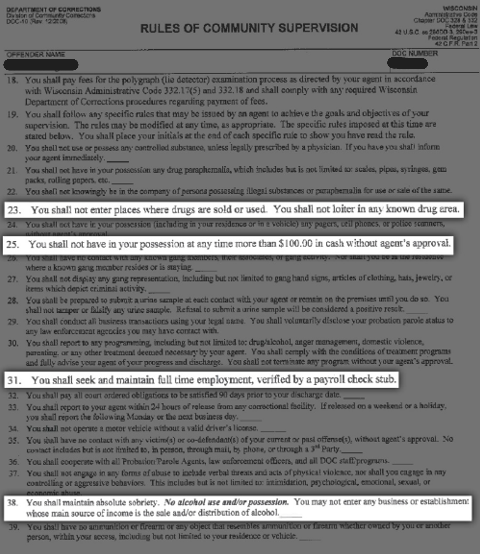 DEPARTMENT OF CORRECTIONS
Division of Community Corrections
DOC-10 (Rev. 12/2008)
WISCONSIN
Administrative Code
Chapter DOC 328 & 332
Federal Law
42 U.S.C.
Federal Regulation
42 C.F.R. Part 2
RULES OF COMMUNITY SUPERVISION
OFFENDER NAME
DOC NUMBER
18. You shall pay fees for the polygraph (lie detector) examination process as directed by your agent in accordance
with Wisconsin Administrative Code 332.17(5) and 332.18 and shall comply with any required Wisconsin
Department of Corrections procedures regarding payment of fees.
19. You shall follow any specific rules that may be issued by an agent to achieve the goals and objectives of your
supervision. The rules may be modified at any time, as appropriate. The specific rules imposed at this time are
stated below. You shall place your initials at the end of each specific rule to show you have read the rule.
20. You shall not use or possess any controlled substance, unless legally prescribed by a physician. If you have you shall inform
your agent immediately.
21. You shall not have in your possession any drug paraphernalia, which includes but is not limited to: scales, pipes, syringes, gem
packs, rolling papers, etc.
22. You shall not knowingly be in the company of persons possessing illegal substances or paraphernalia for use or sale of the same.
23. You shall not enter places where drugs are sold or used. You shall not loiter in any known drug area.
24. You shall not have in your possession (including in your residence or in a vehicle) any pagers, cell phones, or police scanners,
without agent's approval.
25. You shall not have in your possession at any time more than $100.00 in cash without agent's approval.
26. You shall have no contact with any known gang members,
where a known gang member resides or is staying.
27. You shall not display any gang representation, including but not limited to gang hand signs, articles of clothing, hats, jewelry, or
items which depict criminal activity.
28. You shall be prepared to submit a urine sample at each contact with your agent or remain on the premises until you do so. You
shall not tamper or falsify any urine sample. Refusal to submit a urine sample will be considered a positive result.
29. You shall conduct all business transactions using your legal name. You shall voluntarily disclose your probation parole status to
any law enforcement agencies you may have contact with.
30. You shall report to any programming, including but not limited to: drug/alcohol, anger management, domestic violence,
parenting, or any other treatment deemed necessary by your agent. You shall comply with the conditions of treatment programs
and fully advise your agent of your progress and discharge. You shall not terminate any program without your agent's approval.
31. You shall seek and maintain full time employment, verified by a payroll check stub.
32. You shall pay all court ordered obligations to be satisfied 90 days prior to your discharge date.
33. You shall report to your agent within 24 hours of release from any correctional facility. If released on a weekend or a holiday,
you shall report the following Monday or the next business day.
34. You shall not operate a motor vehicle without a valid driver's license.
35. You shall have no contact with any victim(s) or co-defendant(s) of your current or past offense(s), without agent's approval. No
contact includes but is not limited to, in person, through mail, by phone, or through a 3rd Party.
36. You shall cooperate with all Probation Parole Agents, law enforcement officers, and all DOC staff/programs.
37. You shall not engage in any forms of abuse to include verbal threats and acts of physical violence, nor shall you engage in any
controlling or aggressive behaviors. This includes but is not limited to: intimidation, physical, emotional, sexual, or
economic abuse.
38. You shall maintain absolute sobriety. No alcohol use and/or possession. You may not enter any business or establishment
whose main source of income is the sale and/or distribution of alcohol.
39. You shall have no ammunition or firearm or any object that resembles ammunition or firearm whether owned by you or another
person, within your access, including but not limited to your residence or vehicle.